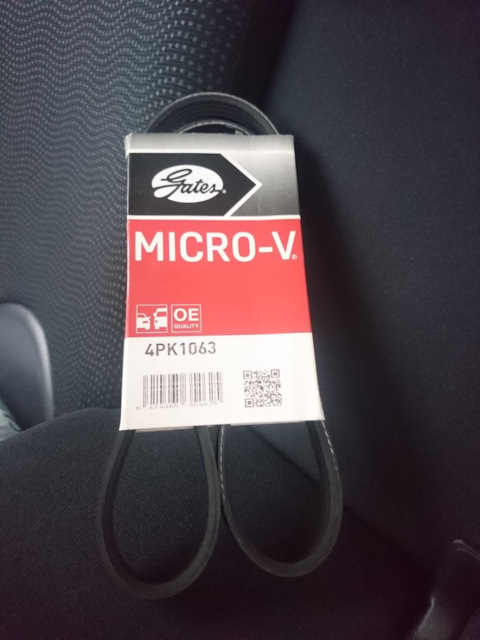 Gates®
MICRO-V®
OE
QUALITY
4PK1063